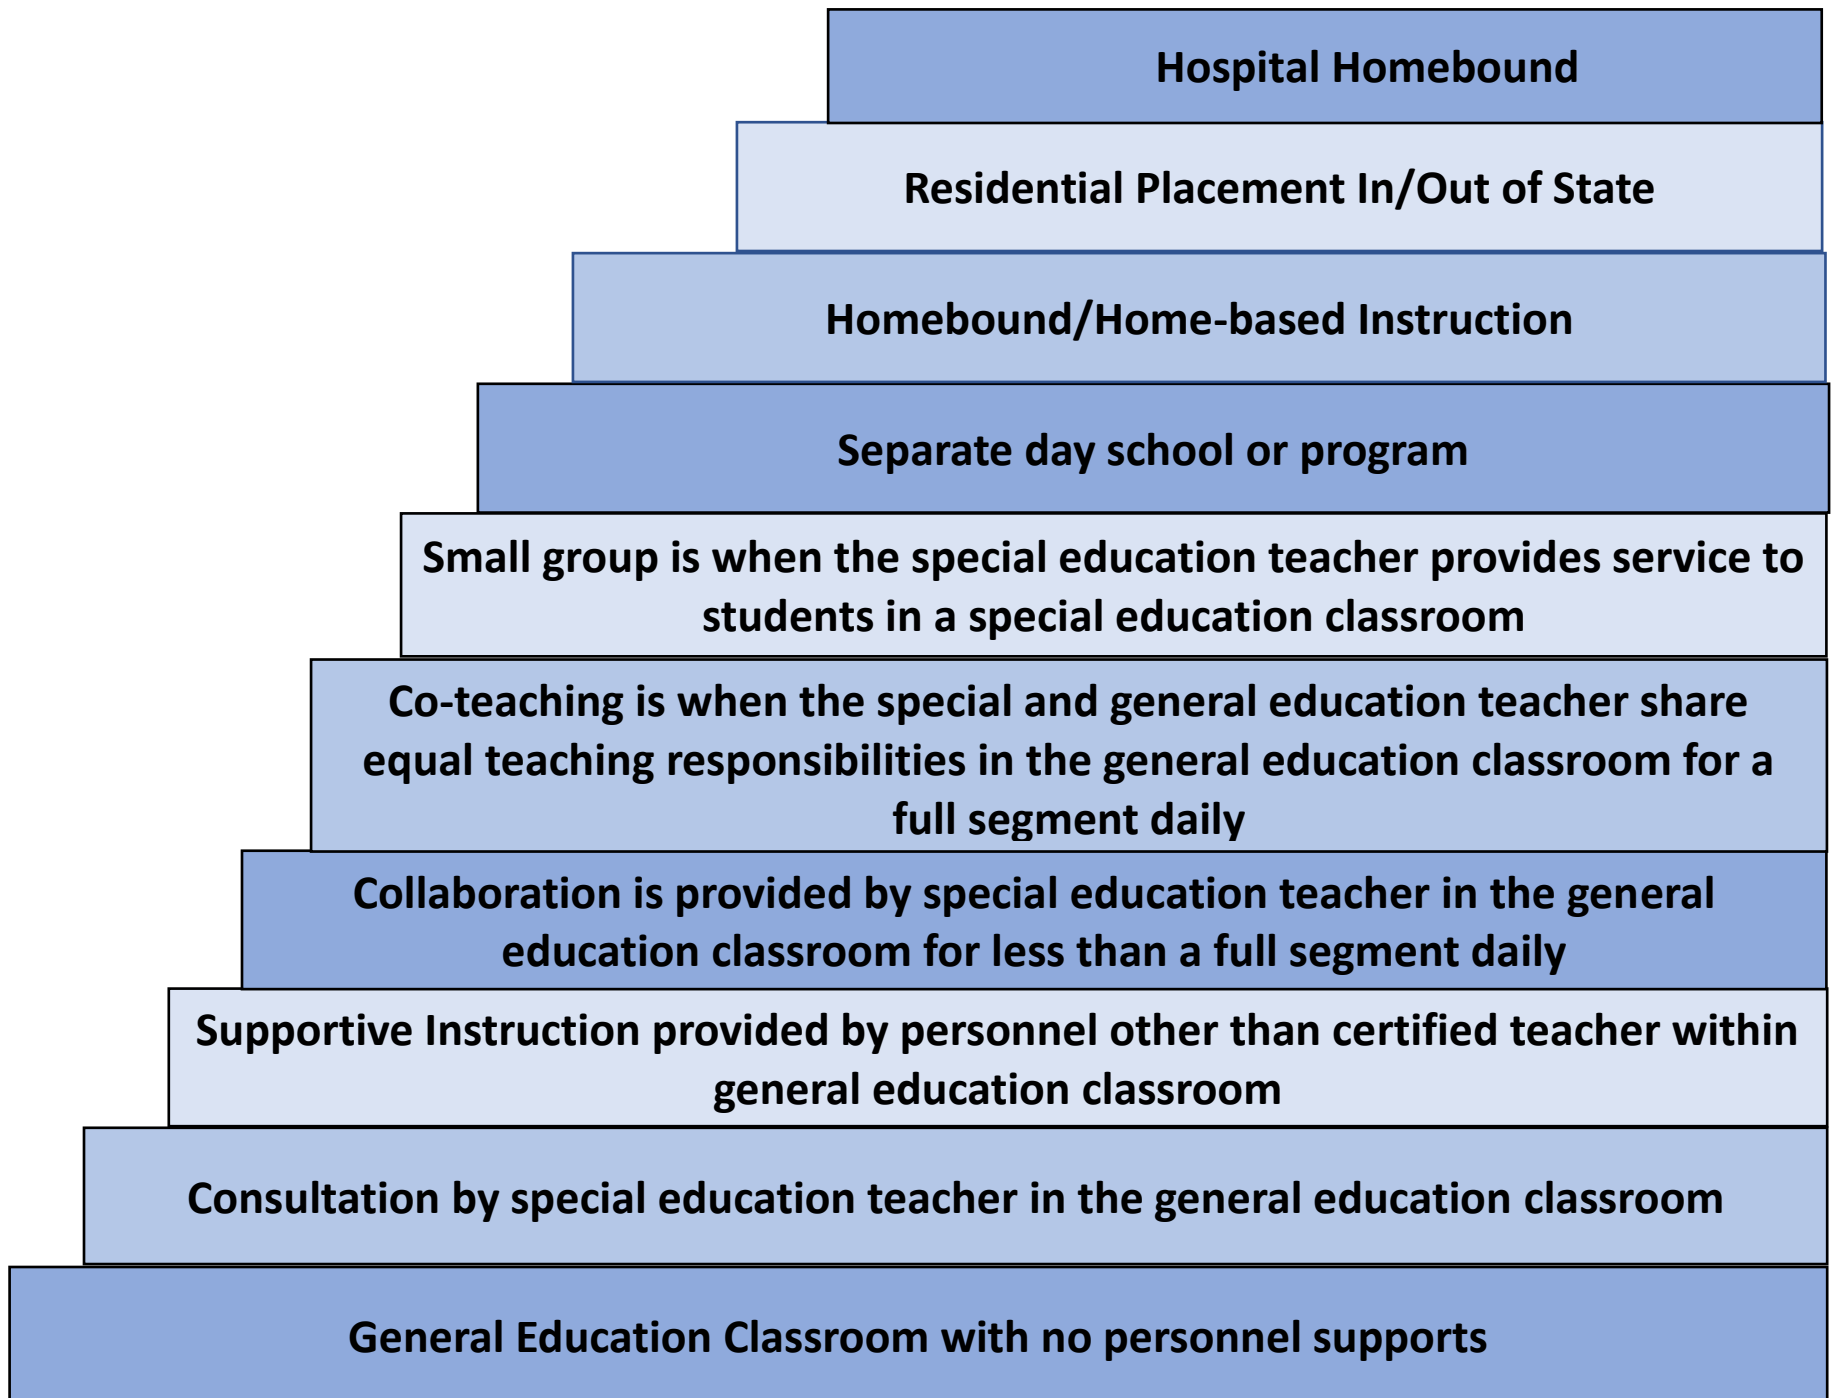 Hospital Homebound
Residential Placement In/Out of State
Homebound/Home-based Instruction
Separate day school or program
Small group is when the special education teacher provides service to
students in a special education classroom
Co-teaching is when the special and general education teacher share
equal teaching responsibilities in the general education classroom for a
full segment daily
Collaboration is provided by special education teacher in the general
education classroom for less than a full segment daily
Supportive Instruction provided by personnel other than certified teacher within
general education classroom
Consultation by special education teacher in the general education classroom
General Education Classroom with no personnel supports